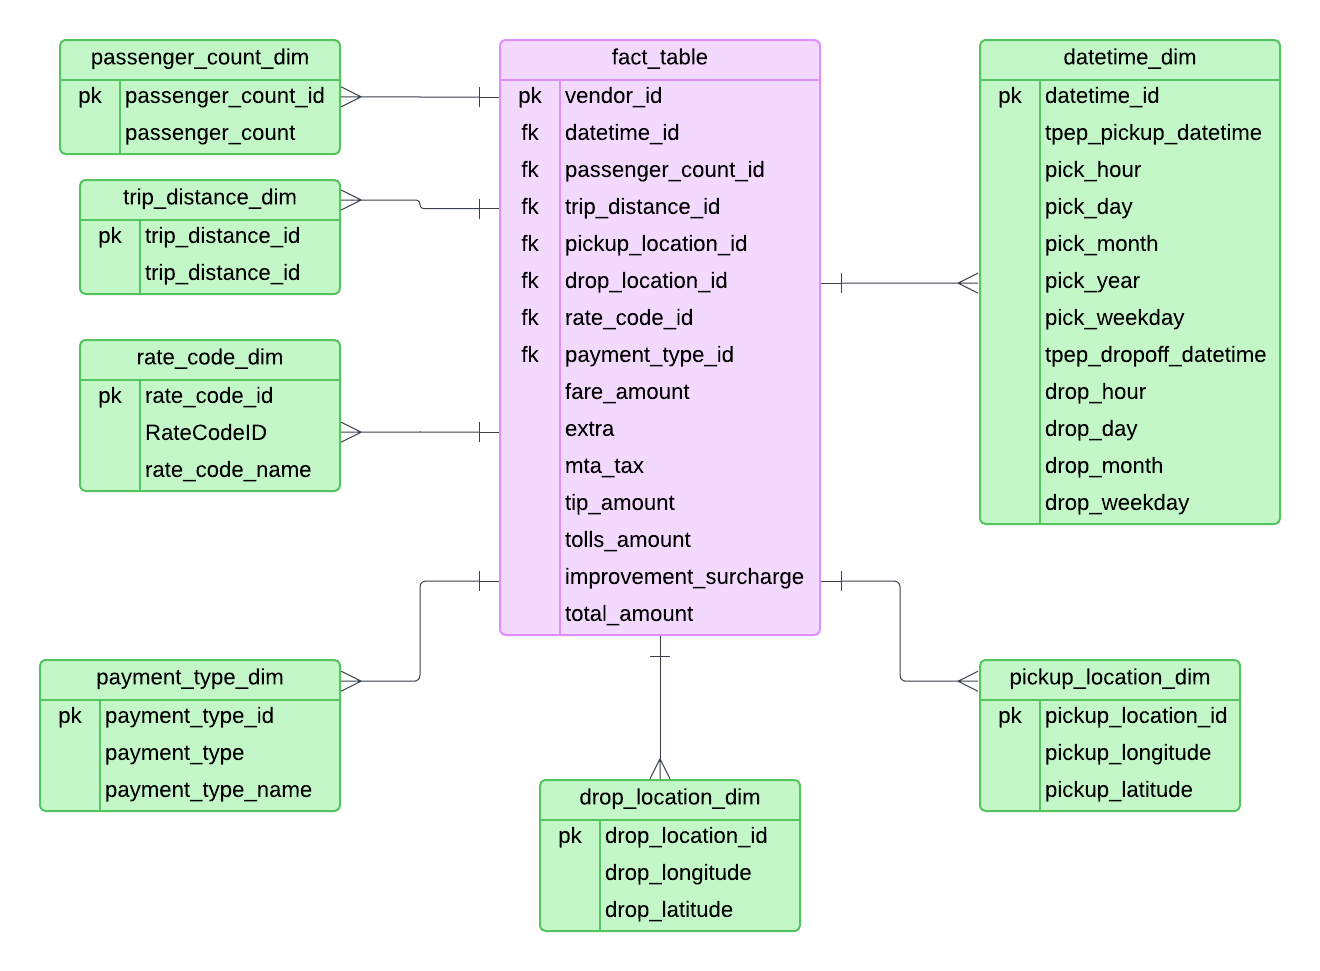 passenger_count_dim
pk passenger_count_id
passenger_count
trip_distance_dim
pk trip_distance_id
trip_distance_id
rate_code_dim
pk rate_code_id
RateCodeID
rate_code_name
payment_type_dim
pk payment_type_id
payment_type
payment_type_name
fact_table
pk vendor_id
fk datetime_id
fk passenger_count_id
fk trip_distance_id
fk pickup_location_id
fk drop_location_id
fk rate_code_id
fk payment_type_id
fare_amount
extra
mta_tax
tip_amount
tolls_amount
improvement_surcharge
total_amount
drop_location_dim
pk drop_location_id
drop_longitude
drop_latitude
datetime_dim
pk datetime_id
tpep_pickup_datetime
pick_hour
pick_day
pick_month
pick_year
pick_weekday
tpep_dropoff_datetime
drop_hour
drop_day
drop_month
drop_weekday
pickup_location_dim
pk pickup_location_id
pickup_longitude
pickup_latitude